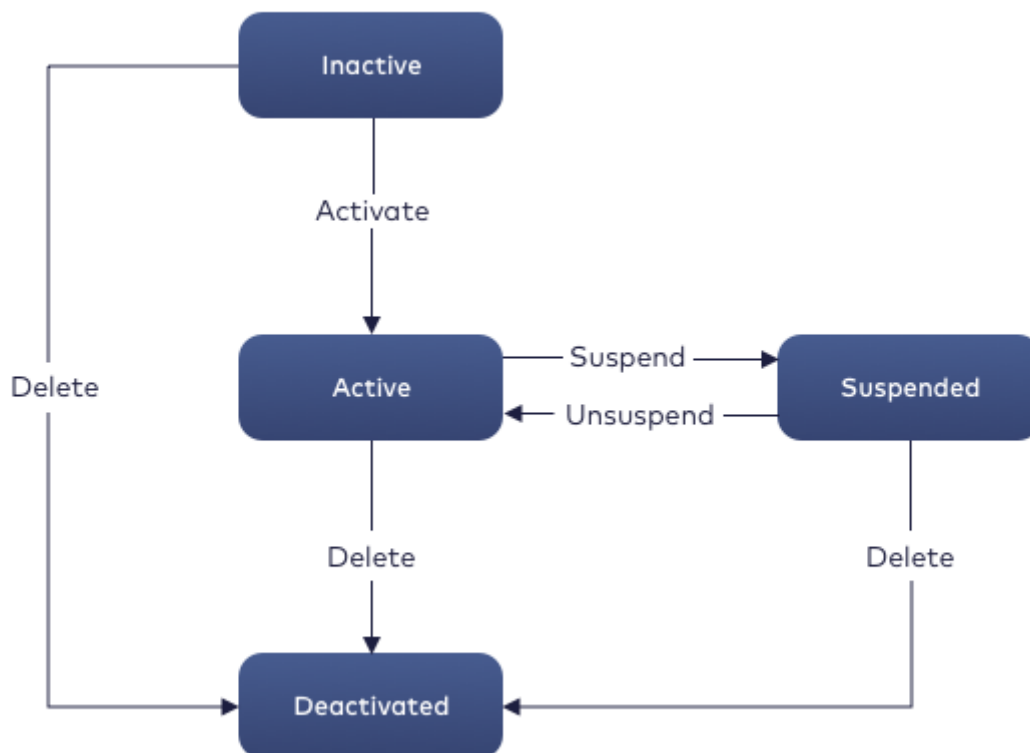 Inactive
Activate
Delete
Active
Suspend
Unsuspend
Suspended
Delete
Delete
Deactivated